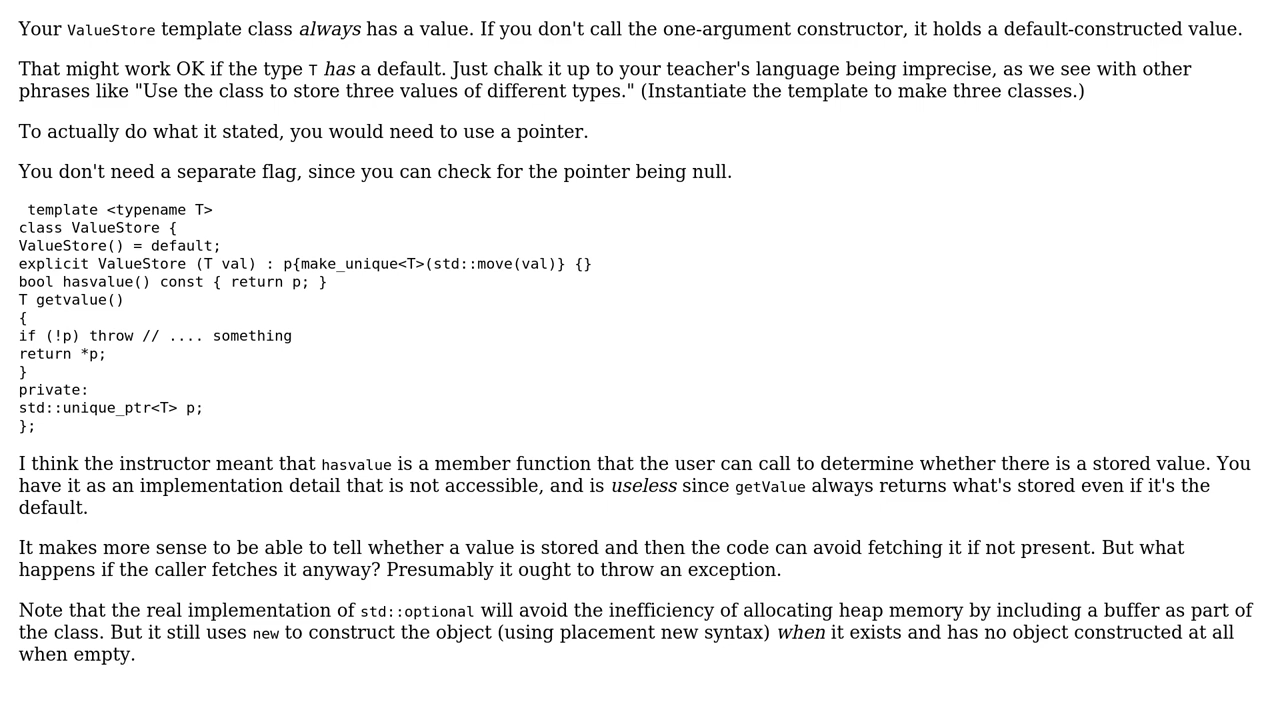 Your ValueStore template class always has a value. If you don't call the one-argument constructor, it holds a default-constructed value.
That might work OK if the type T has a default. Just chalk it up to your teacher's language being imprecise, as we see with other
phrases like "Use the class to store three values of different types." (Instantiate the template to make three classes.)
To actually do what it stated, you would need to use a pointer.
You don't need a separate flag, since you can check for the pointer being null.
template <typename T>
class ValueStore {
ValueStore() = default;
explicit ValueStore (T val) : p{make_unique<T>(std::move(val)} {}
bool hasvalue() const { return p; }
T getvalue()
{
if (!p) throw // .... something
return *p;
}
private:
std::unique_ptr<T> p;
};
I think the instructor meant that hasvalue is a member function that the user can call to determine whether there is a stored value. You
have it as an implementation detail that is not accessible, and is useless since getValue always returns what's stored even if it's the
default.
It makes more sense to be able to tell whether a value is stored and then the code can avoid fetching it if not present. But what
happens if the caller fetches it anyway? Presumably it ought to throw an exception.
Note that the real implementation of std::optional will avoid the inefficiency of allocating heap memory by including a buffer as part of
the class. But it still uses new to construct the object (using placement new syntax) when it exists and has no object constructed at all
when empty.